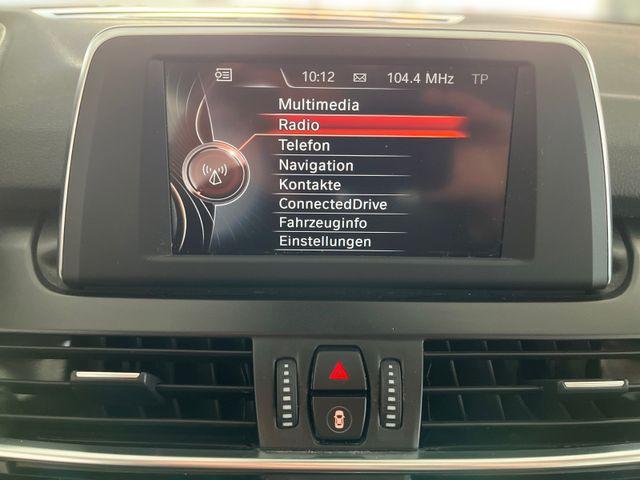 10:12 104.4 MHz TP
Multimedia
Radio
Telefon
Navigation
Kontakte
ConnectedDrive
Fahrzeuginfo
Einstellungen